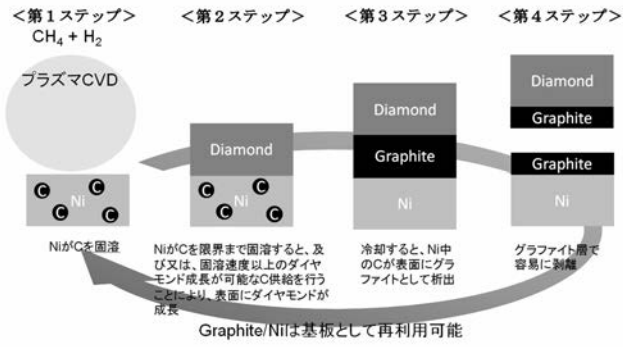 ＜第１ステップ＞
＜第２ステップ＞
＜第３ステップ＞
＜第４ステップ＞
CH4 + H2
プラズマCVD
C
C
C
C
Ni
NiがCを固溶
Diamond
C
C
C
C
Ni
NiがCを限界まで固溶すると、及
び又は、固溶速度以上のダイヤ
モンド成長が可能なC供給を行う
ことにより、表面にダイヤモンドが
成長
Diamond
Graphite
Ni
冷却すると、Ni中
のCが表面にグラ
ファイトとして析出
Diamond
Graphite
Graphite
Ni
グラファイト層で
容易に剥離
Graphite/Niは基板として再利用可能